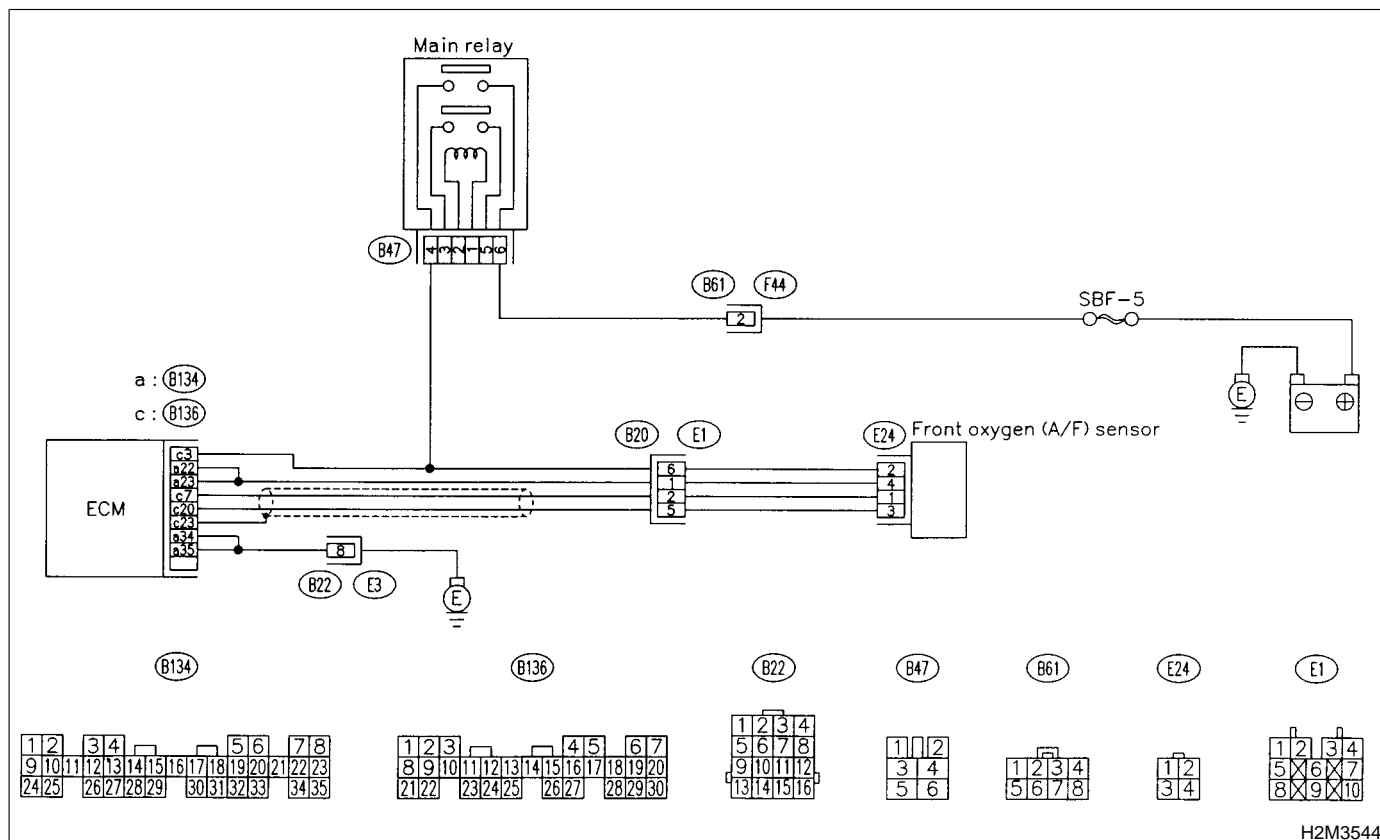 Main relay
B47
4 3 2 1 5 6
B61 F44
2
SBF-5
E
⊖ ⊕
a : B134
c : B136
B20 E1
E24
Front oxygen (A/F) sensor
ECM
c3
a22
a23
c7
c20
c23
a34
a35
6
1
2
5
2
4
1
3
8
B22 E3
E
B134
B136
B22
B47
B61
E24
E1
1 2 3 4 5 6 7 8
9 10 11 12 13 14 15 16 17 18 19 20 21 22 23
24 25 26 27 28 29 30 31 32 33 34 35
1 2 3 4 5 6 7
8 9 10 11 12 13 14 15 16 17 18 19 20
21 22 23 24 25 26 27 28 29 30
1 2 3 4
5 6 7 8
9 10 11 12
13 14 15 16
1 2
3 4
5 6
1 2 3 4
5 6 7 8
1 2
3 4
1 2 3 4
5 6 7
8 9 10
H2M3544